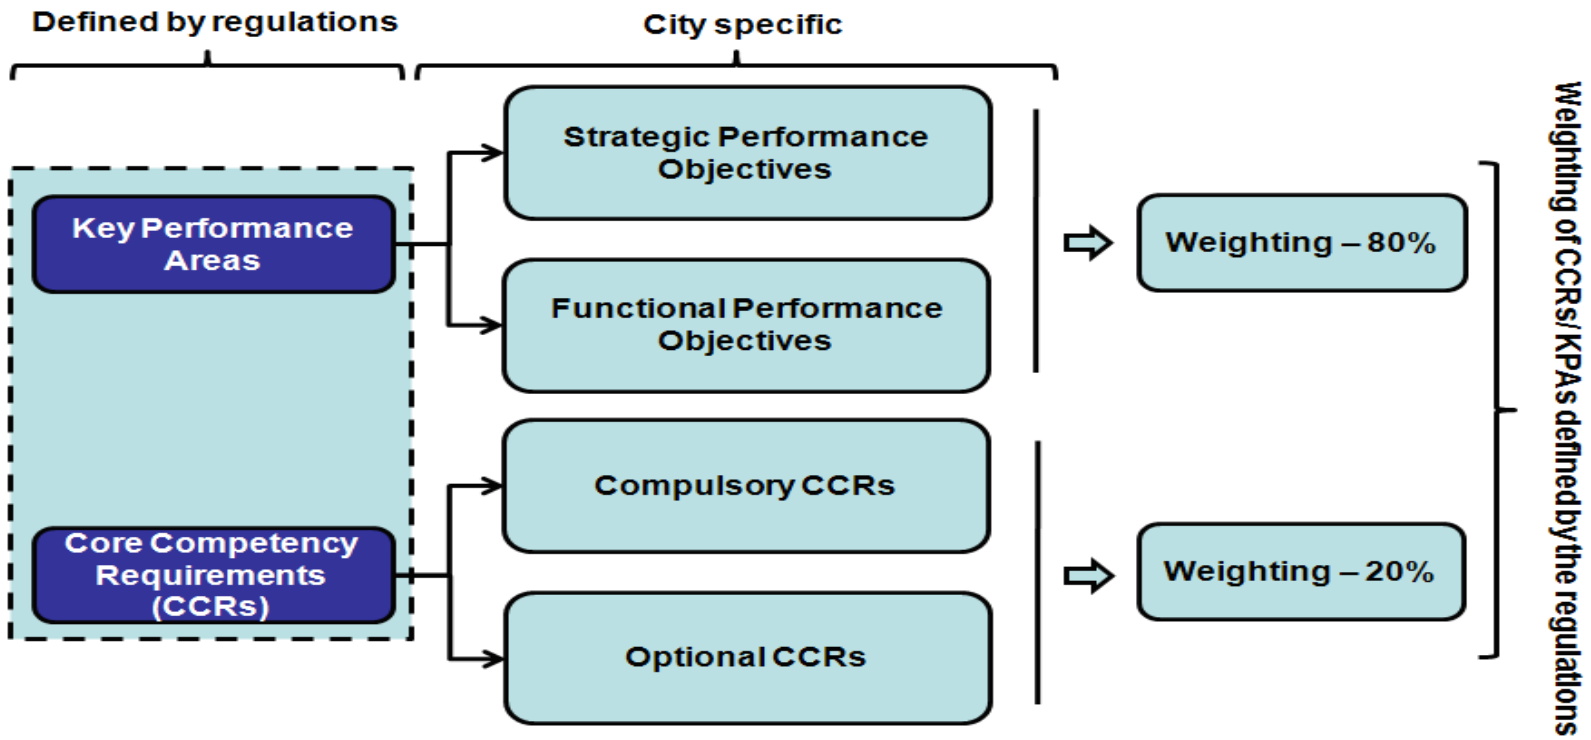 Defined by regulations
City specific
Strategic Performance
Objectives
Key Performance
Areas
Functional Performance
Objectives
Weighting – 80%
Compulsory CCRs
Core Competency
Requirements
(CCRs)
Optional CCRs
Weighting – 20%
Weighting of CCRs/ KPAs defined by the regulations